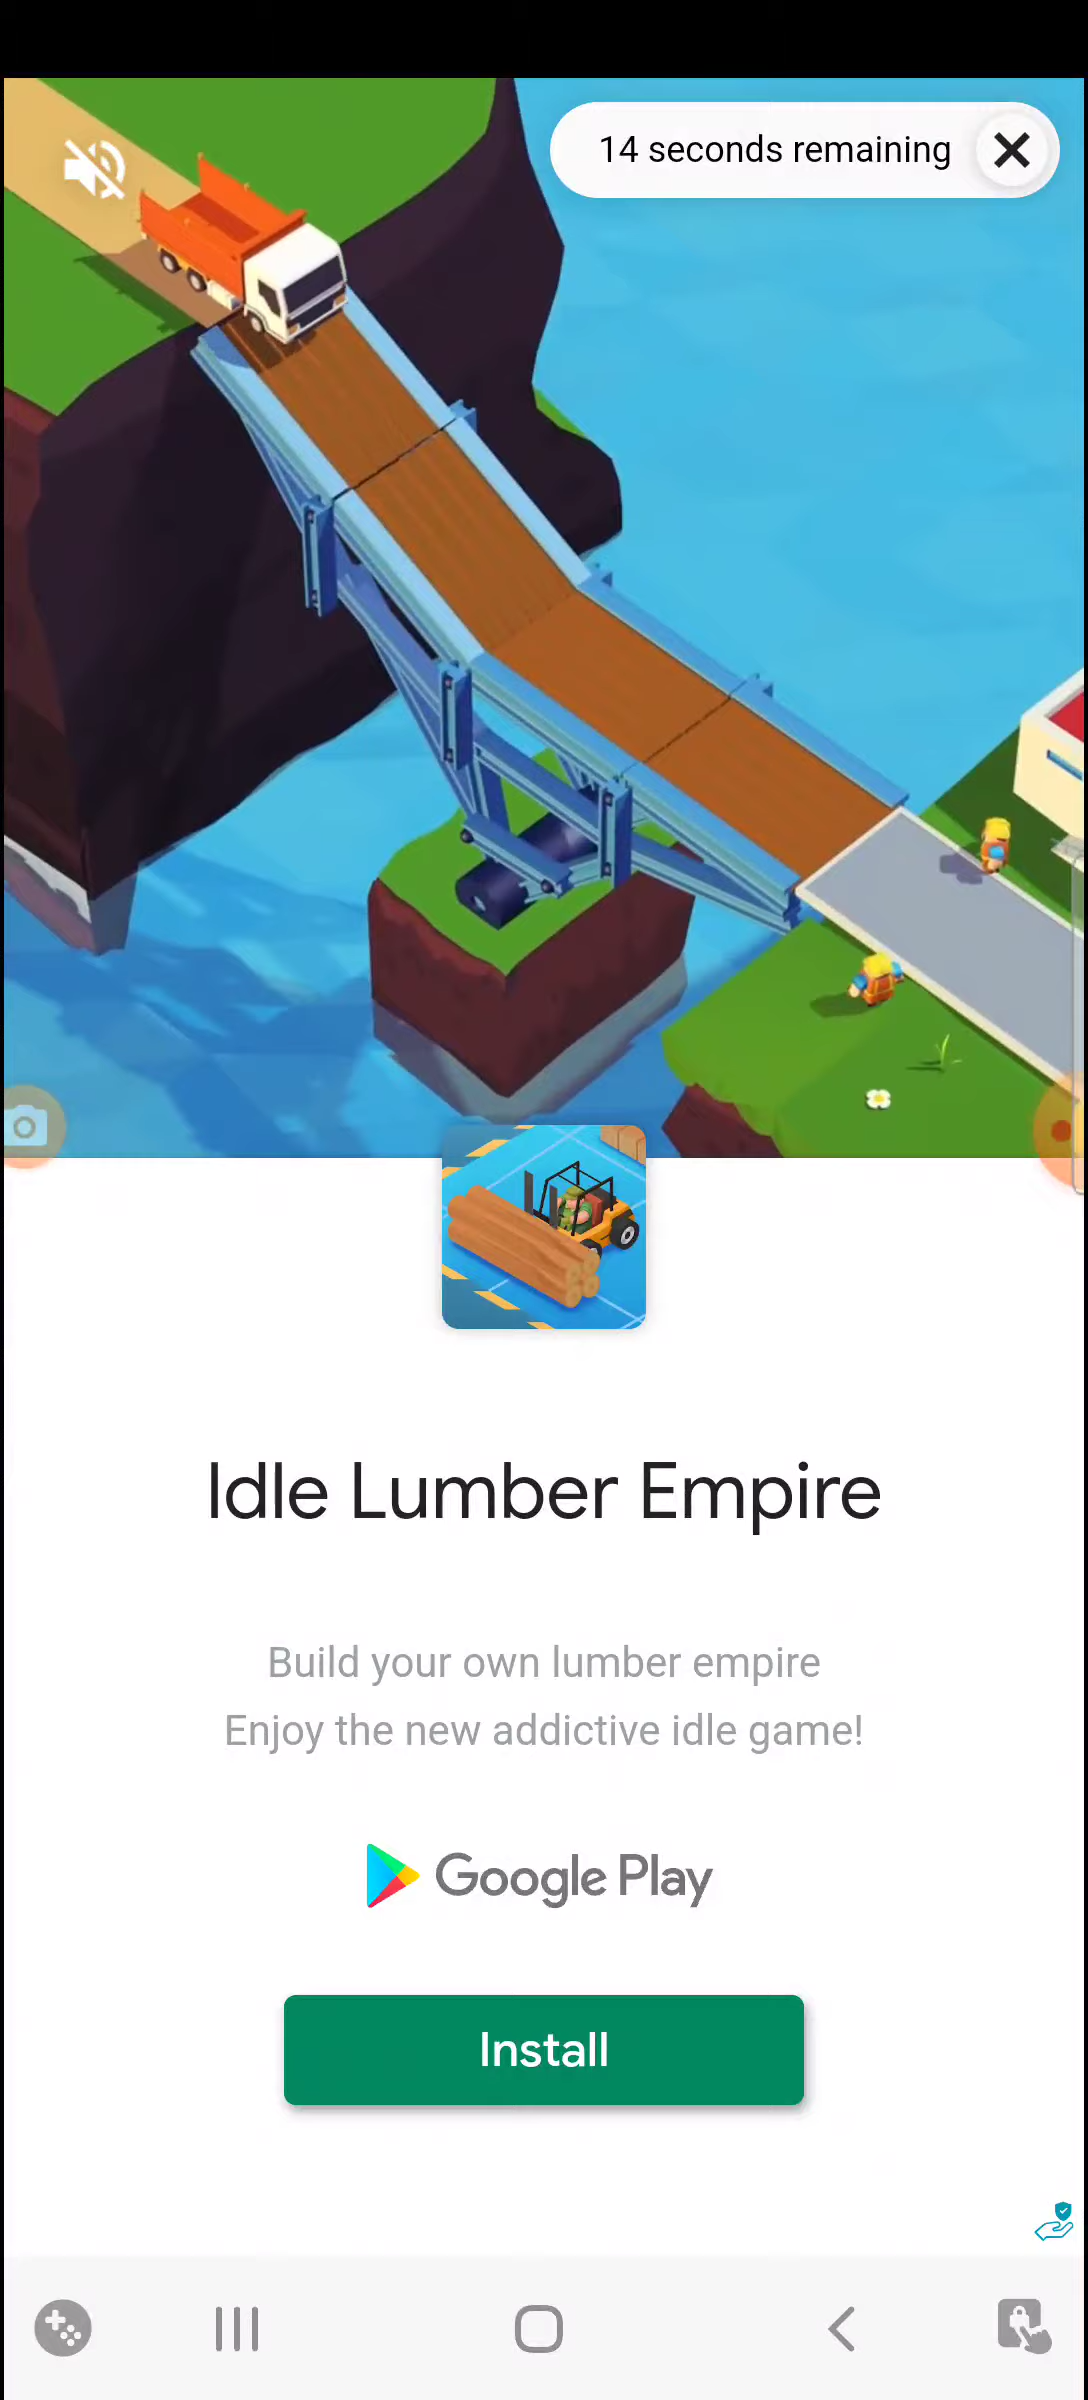 14 seconds remaining
Idle Lumber Empire
Build your own lumber empire
Enjoy the new addictive idle game!
Google Play
Install